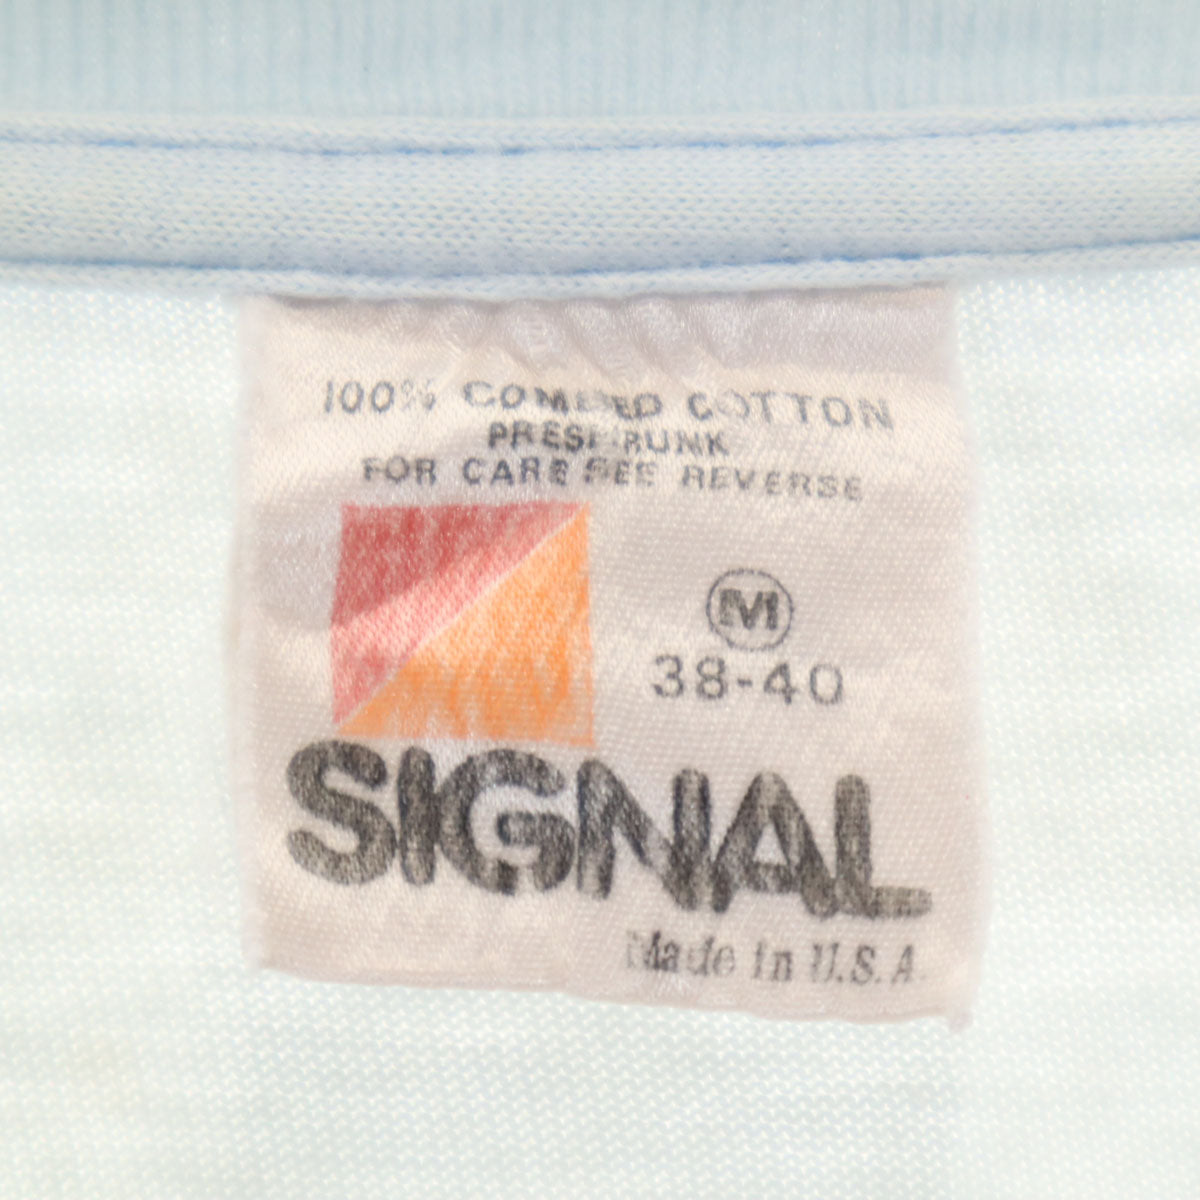 100% COMBED COTTON
PRESHRUNK
FOR CARE SEE REVERSE
M
38-40
SIGNAL
Made in U.S.A.